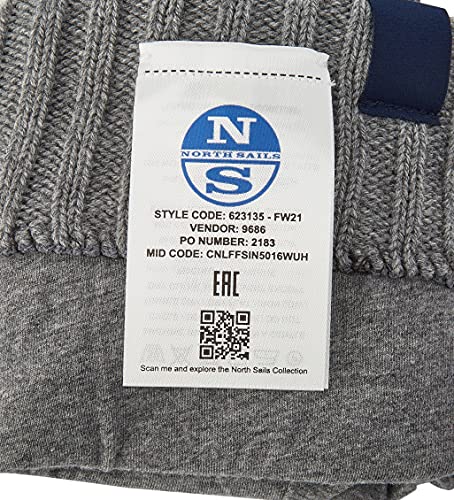 N
NORTH SAILS
S
STYLE CODE: 623135 - FW21
VENDOR: 9686
PO NUMBER: 2183
MID CODE: CNLFFSIN5016WUH
EAC
Scan me and explore the North Sails Collection